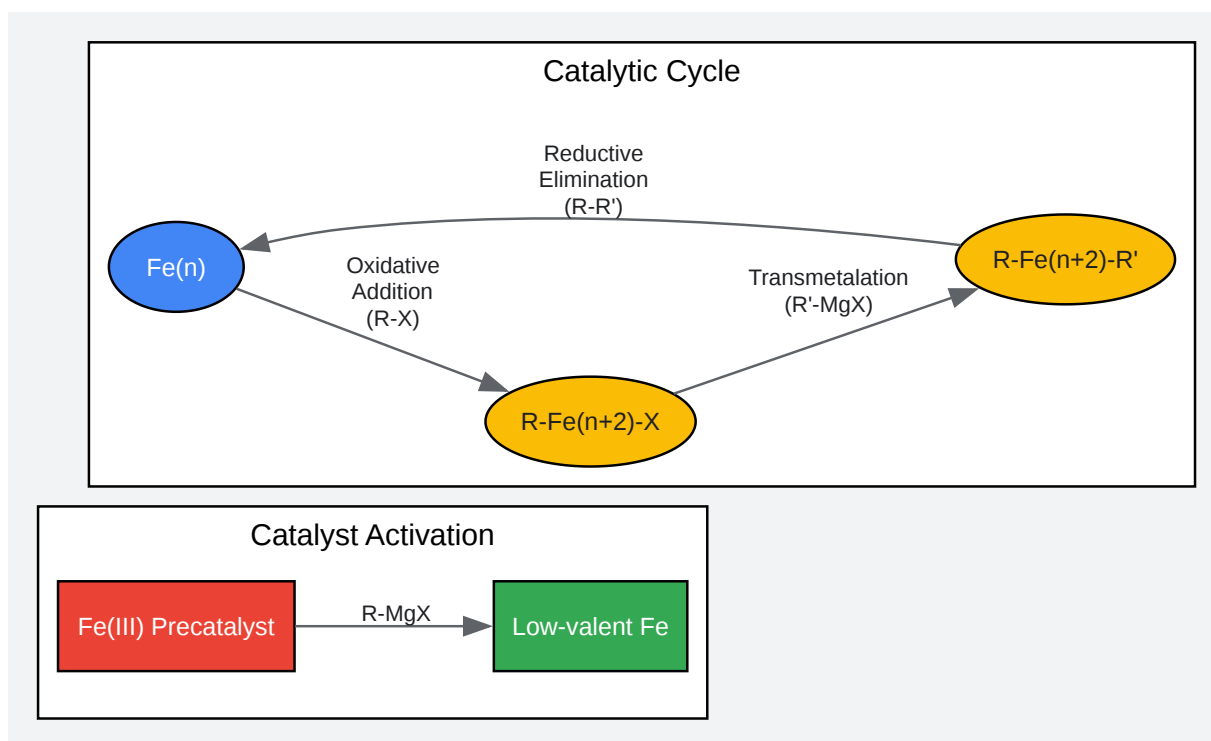 Catalytic Cycle
Reductive
Elimination
(R-R')
Fe(n)
Oxidative
Addition
(R-X)
Transmetalation
(R'-MgX)
R-Fe(n+2)-R'
R-Fe(n+2)-X
Catalyst Activation
Fe(III) Precatalyst
R-MgX
Low-valent Fe